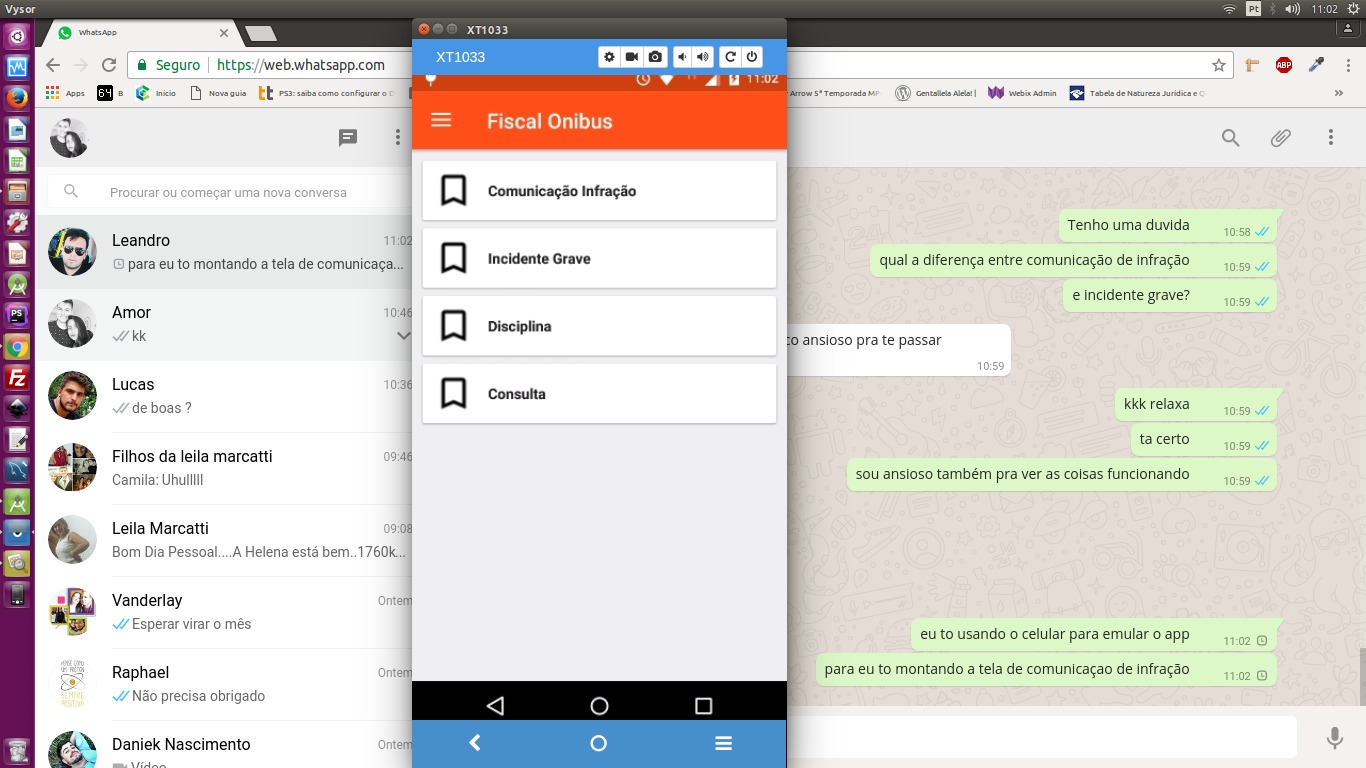 Vysor
Pt
11:02
WhatsApp
XT1033
XT1033
Seguro
https://web.whatsapp.com
ABP
Apps
64 B
Início
Nova guia
PS3: saiba como configurar o D
Arrow 5ª Temporada MP
Gentallela Alela! |
Webix Admin
Tabela de Natureza Jurídica e Q
»
11:02
Fiscal Onibus
Comunicação Infração
Incidente Grave
Disciplina
Consulta
Procurar ou começar uma nova conversa
Leandro
11:02
para eu to montando a tela de comunicaça...
Amor
10:46
kk
Lucas
10:36
de boas ?
Filhos da leila marcatti
09:46
Camila: Uhulllll
Leila Marcatti
09:08
Bom Dia Pessoal....A Helena está bem..1760k...
Vanderlay
Ontem
Esperar virar o mês
Raphael
Ontem
Não precisa obrigado
Daniek Nascimento
Ontem
Vídeo
Tenho uma duvida
10:58
qual a diferença entre comunicação de infração
10:59
e incidente grave?
10:59
co ansioso pra te passar
10:59
kkk relaxa
10:59
ta certo
10:59
sou ansioso também pra ver as coisas funcionando
10:59
eu to usando o celular para emular o app
11:02
para eu to montando a tela de comunicaçao de infração
11:02